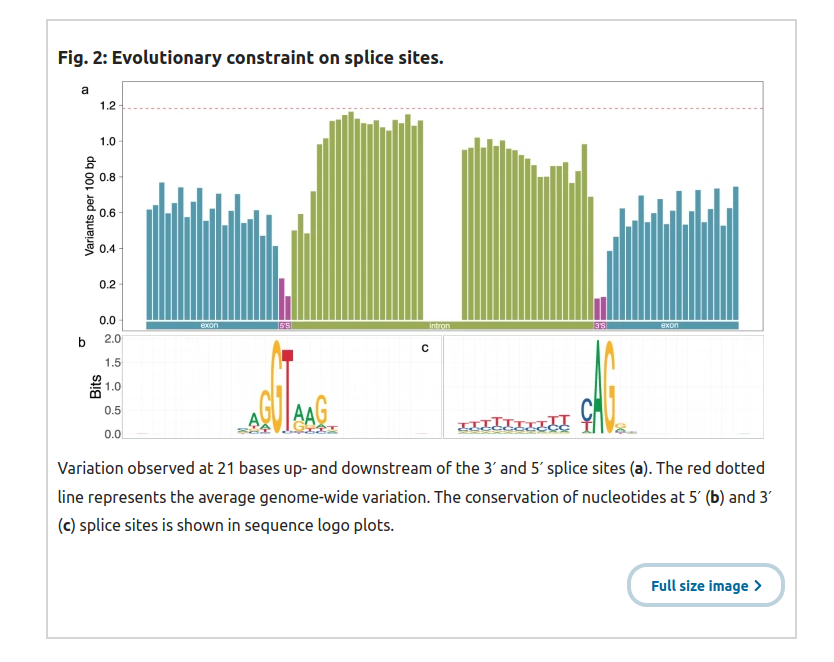 Fig. 2: Evolutionary constraint on splice sites.
a
Variants per 100 bp
1.2
1.0
0.8
0.6
0.4
0.2
0.0
exon 5'S intron 3'S exon
b
Bits
2.0
1.5
1.0
0.5
0.0
c
Variation observed at 21 bases up- and downstream of the 3′ and 5′ splice sites (a). The red dotted
line represents the average genome-wide variation. The conservation of nucleotides at 5′ (b) and 3′
(c) splice sites is shown in sequence logo plots.
Full size image >